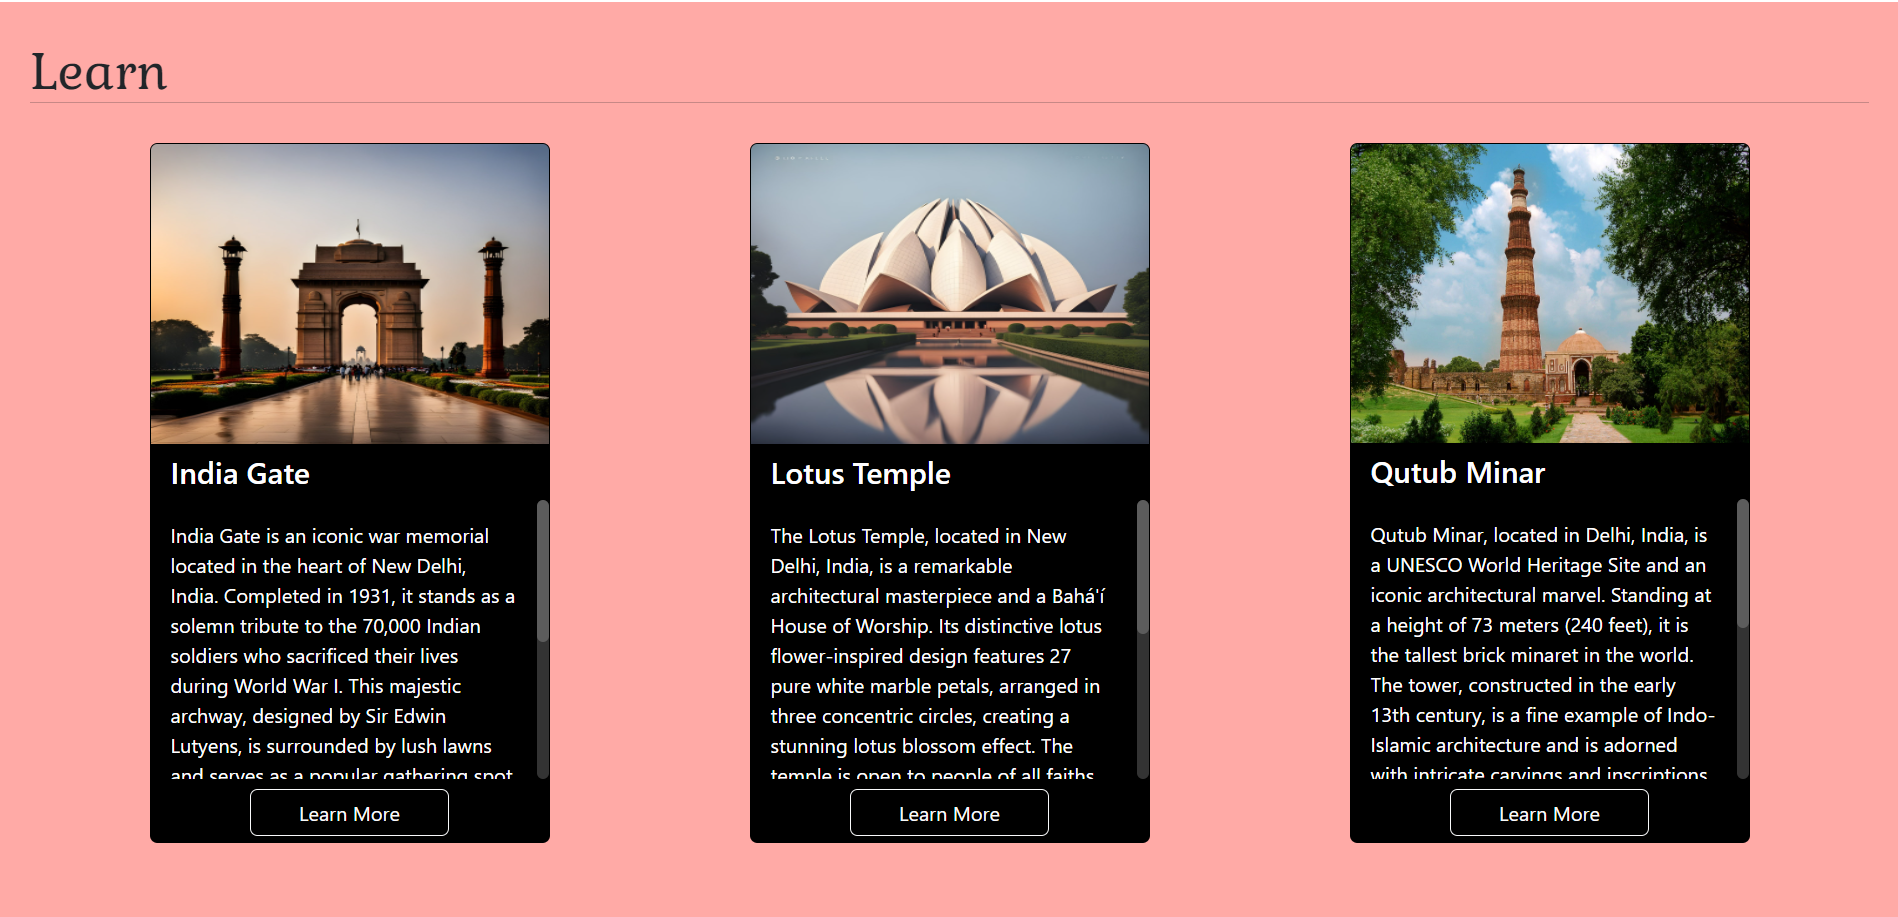 Learn
India Gate
India Gate is an iconic war memorial
located in the heart of New Delhi,
India. Completed in 1931, it stands as a
solemn tribute to the 70,000 Indian
soldiers who sacrificed their lives
during World War I. This majestic
archway, designed by Sir Edwin
Lutyens, is surrounded by lush lawns
and serves as a popular gathering spot
Learn More
Lotus Temple
The Lotus Temple, located in New
Delhi, India, is a remarkable
architectural masterpiece and a Bahá'í
House of Worship. Its distinctive lotus
flower-inspired design features 27
pure white marble petals, arranged in
three concentric circles, creating a
stunning lotus blossom effect. The
temple is open to people of all faiths
Learn More
Qutub Minar
Qutub Minar, located in Delhi, India, is
a UNESCO World Heritage Site and an
iconic architectural marvel. Standing at
a height of 73 meters (240 feet), it is
the tallest brick minaret in the world.
The tower, constructed in the early
13th century, is a fine example of Indo-
Islamic architecture and is adorned
with intricate carvings and inscriptions
Learn More